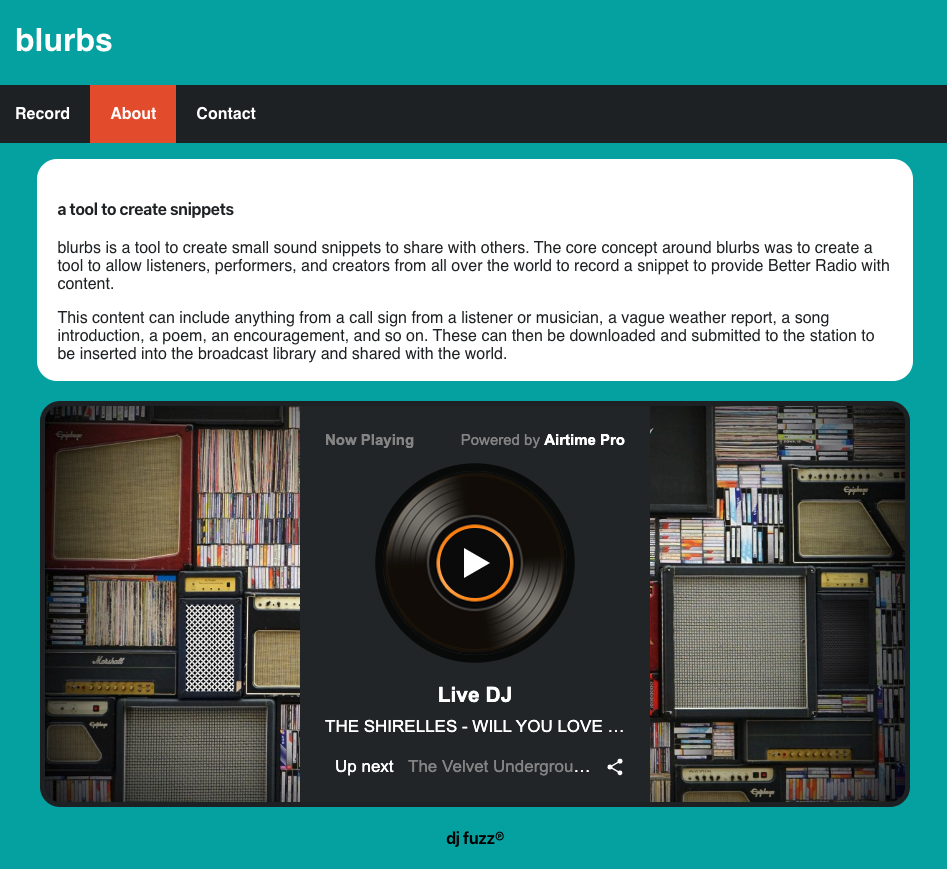 blurbs
Record About Contact
a tool to create snippets
blurbs is a tool to create small sound snippets to share with others. The core concept around blurbs was to create a
tool to allow listeners, performers, and creators from all over the world to record a snippet to provide Better Radio with
content.
This content can include anything from a call sign from a listener or musician, a vague weather report, a song
introduction, a poem, an encouragement, and so on. These can then be downloaded and submitted to the station to
be inserted into the broadcast library and shared with the world.
Epiphone
Now Playing Powered by Airtime Pro
Epiphone
Marshall
Live DJ
THE SHIRELLES - WILL YOU LOVE ...
Up next The Velvet Undergrou...
Epiphone
dj fuzz℗